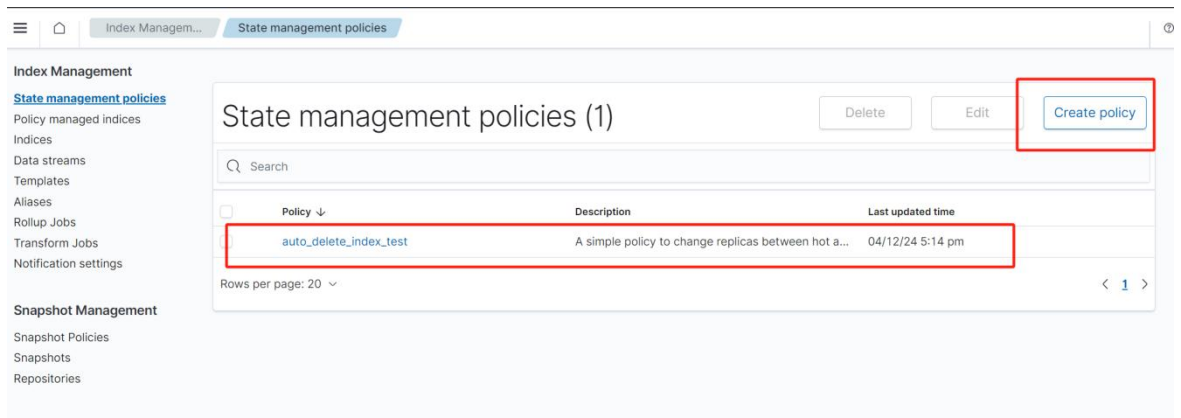 Index Managem...
State management policies
Index Management
State management policies
Policy managed indices
Indices
Data streams
Templates
Aliases
Rollup Jobs
Transform Jobs
Notification settings
Snapshot Management
Snapshot Policies
Snapshots
Repositories
State management policies (1)
Delete
Edit
Create policy
Search
Policy ↓ Description Last updated time
auto_delete_index_test A simple policy to change replicas between hot a... 04/12/24 5:14 pm
Rows per page: 20
< 1 >